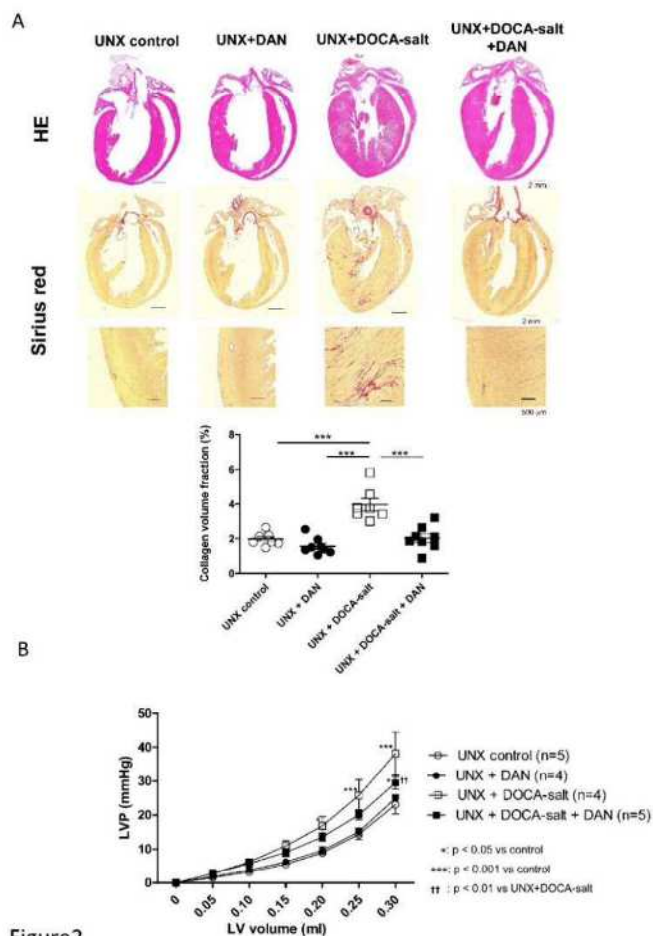 A
UNX control
UNX+DAN
UNX+DOCA-salt
UNX+DOCA-salt
+DAN
HE
2 mm
Sirius red
2 mm
500 μm
Collagen volume fraction (%)
8
6
4
2
0
***
***
***
UNX control
UNX + DAN
UNX + DOCA-salt
UNX + DOCA-salt + DAN
B
LVP (mmHg)
50
40
30
20
10
0
***
***
*
††
0
0.05
0.10
0.15
0.20
0.25
0.30
LV volume (ml)
UNX control (n=5)
UNX + DAN (n=4)
UNX + DOCA-salt (n=4)
UNX + DOCA-salt + DAN (n=5)
*: p < 0.05 vs control
***: p < 0.001 vs control
†† : p < 0.01 vs UNX+DOCA-salt